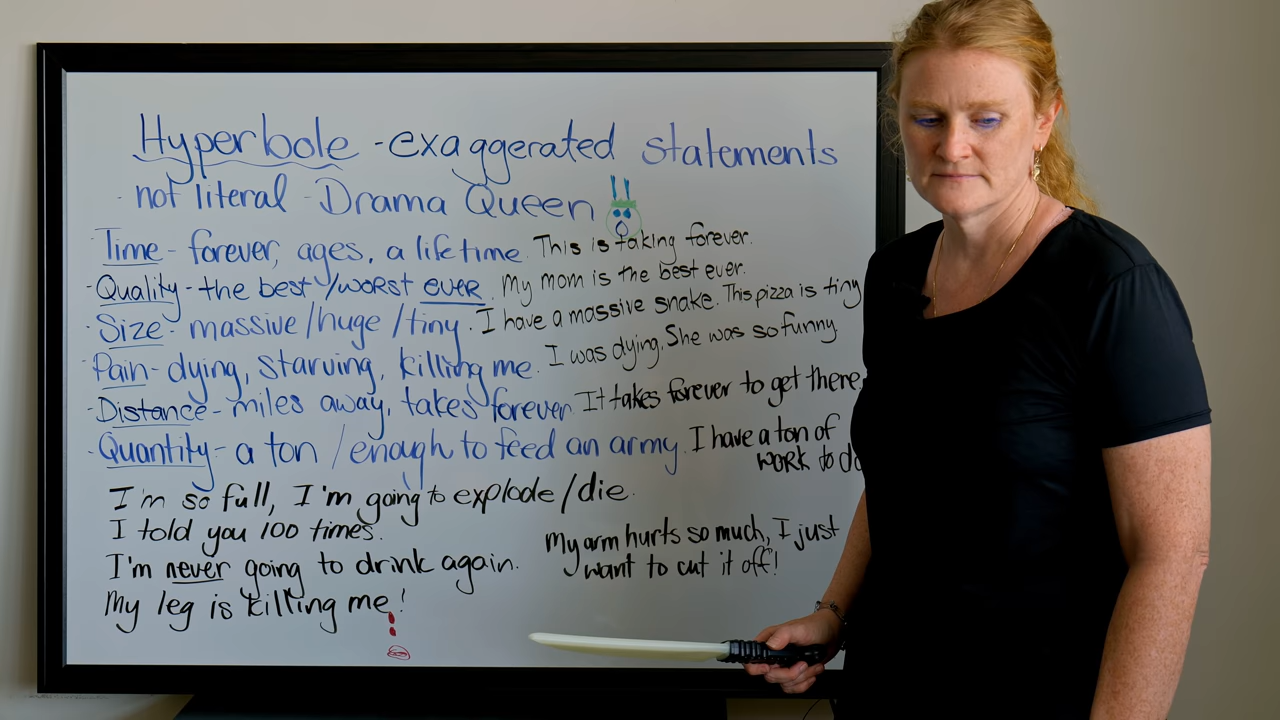 Hyperbole - exaggerated statements
- not literal - Drama Queen
- Time - forever, ages, a lifetime. This is taking forever.
- Quality - the best/worst ever. My mom is the best ever.
- Size - massive/huge/tiny. I have a massive snake. This pizza is tiny
- Pain - dying, starving, killing me. I was dying. She was so funny.
- Distance - miles away, takes forever. It takes forever to get there
- Quantity - a ton / enough to feed an army. I have a ton of
work to do
I'm so full, I'm going to explode/die.
I told you 100 times.
I'm never going to drink again.
My leg is killing me!
My arm hurts so much, I just
want to cut it off!